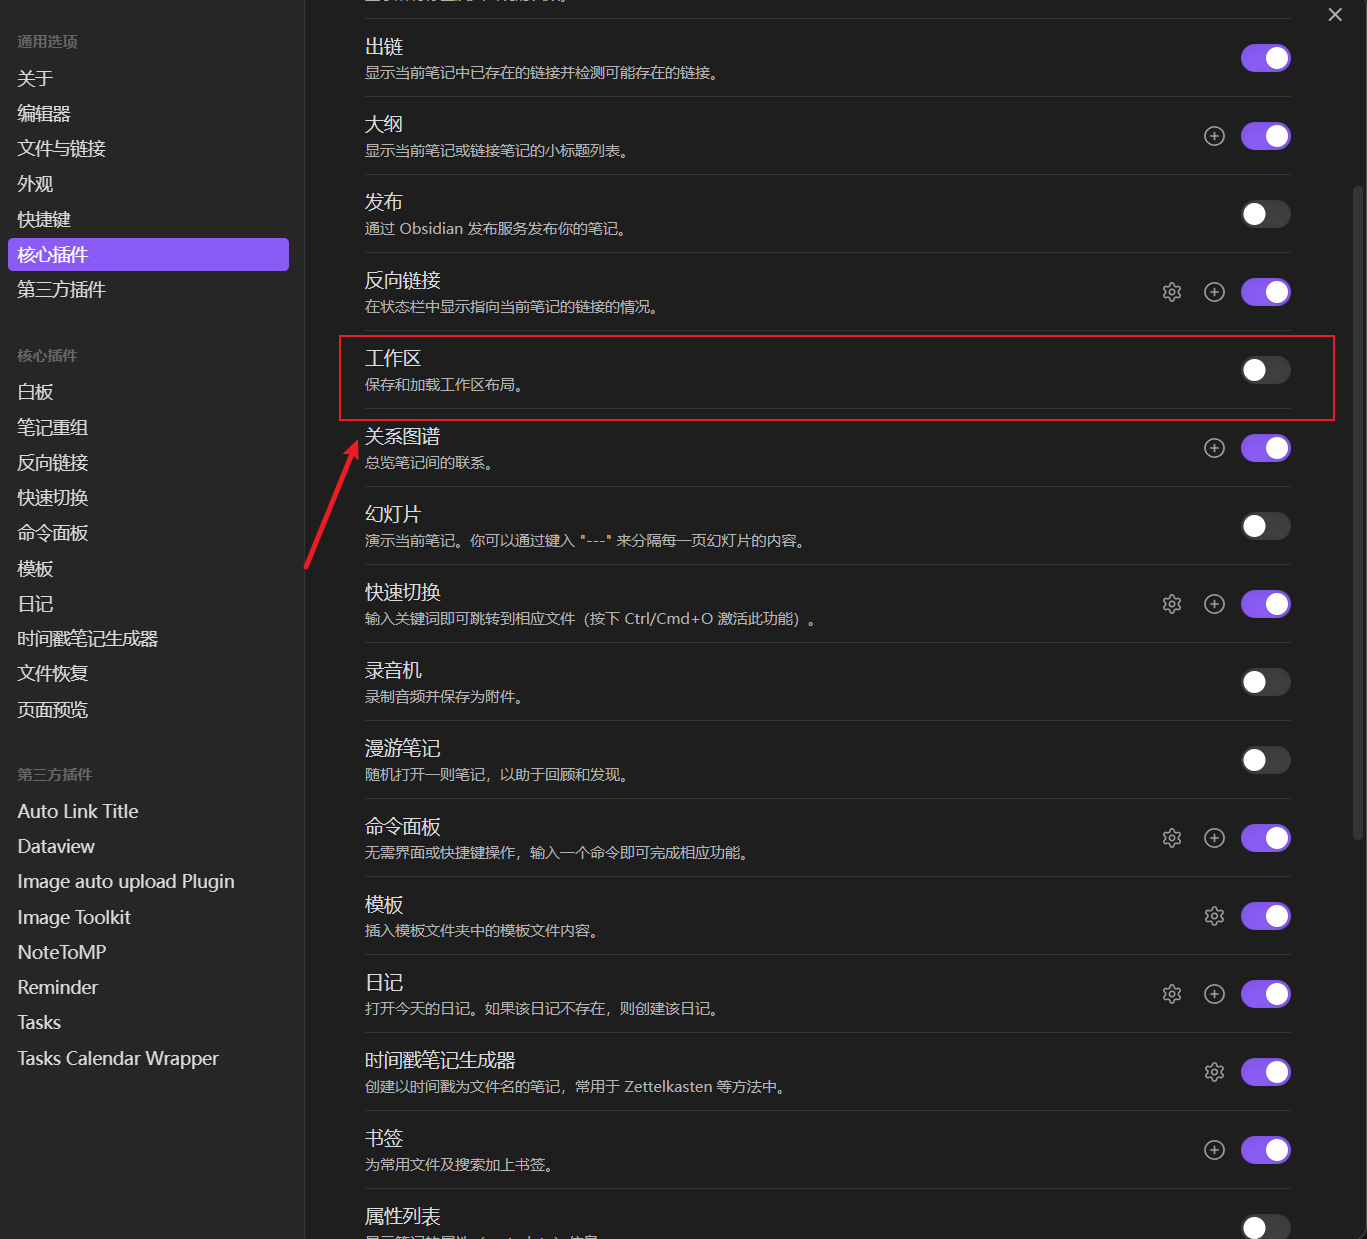 通用选项
关于
编辑器
文件与链接
外观
快捷键
核心插件
第三方插件
核心插件
白板
笔记重组
反向链接
快速切换
命令面板
模板
日记
时间戳笔记生成器
文件恢复
页面预览
第三方插件
Auto Link Title
Dataview
Image auto upload Plugin
Image Toolkit
NoteToMP
Reminder
Tasks
Tasks Calendar Wrapper
出链
显示当前笔记中已存在的链接并检测可能存在的链接。
大纲
显示当前笔记或链接笔记的小标题列表。
发布
通过 Obsidian 发布服务发布你的笔记。
反向链接
在状态栏中显示指向当前笔记的链接的情况。
工作区
保存和加载工作区布局。
关系图谱
总览笔记间的联系。
幻灯片
演示当前笔记。你可以通过键入 "---" 来分隔每一页幻灯片的内容。
快速切换
输入关键词即可跳转到相应文件（按下 Ctrl/Cmd+O 激活此功能）。
录音机
录制音频并保存为附件。
漫游笔记
随机打开一则笔记，以助于回顾和发现。
命令面板
无需界面或快捷键操作，输入一个命令即可完成相应功能。
模板
插入模板文件夹中的模板文件内容。
日记
打开今天的日记。如果该日记不存在，则创建该日记。
时间戳笔记生成器
创建以时间戳为文件名的笔记，常用于 Zettelkasten 等方法中。
书签
为常用文件及搜索加上书签。
属性列表